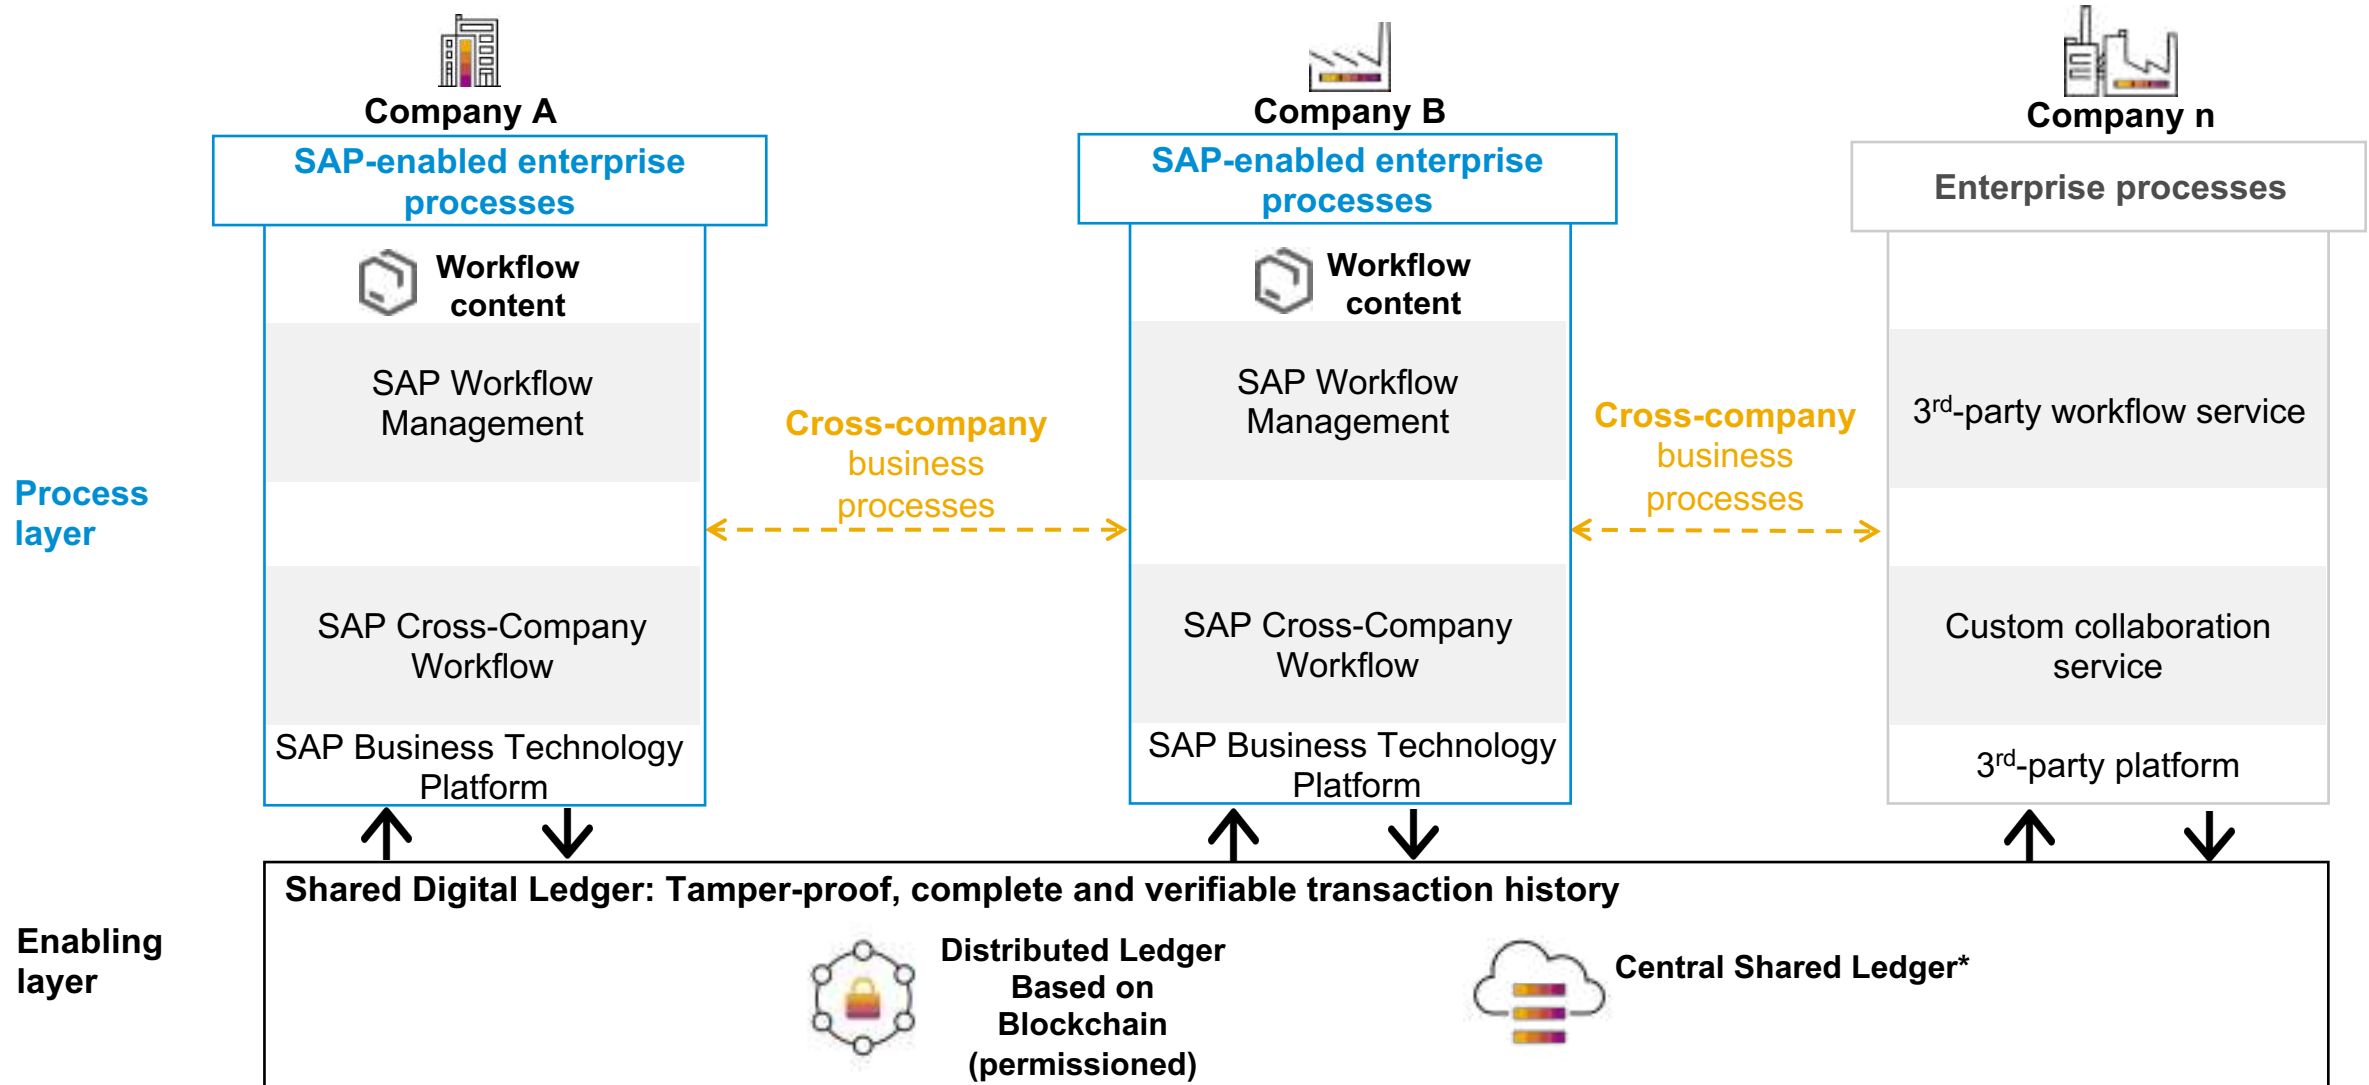 Company A
SAP-enabled enterprise
processes
Workflow
content
SAP Workflow
Management
SAP Cross-Company
Workflow
SAP Business Technology
Platform
Cross-company
business
processes
Company B
SAP-enabled enterprise
processes
Workflow
content
SAP Workflow
Management
SAP Cross-Company
Workflow
SAP Business Technology
Platform
Cross-company
business
processes
Company n
Enterprise processes
3rd-party workflow service
Custom collaboration
service
3rd-party platform
Process
layer
Enabling
layer
Shared Digital Ledger: Tamper-proof, complete and verifiable transaction history
Distributed Ledger
Based on
Blockchain
(permissioned)
Central Shared Ledger*